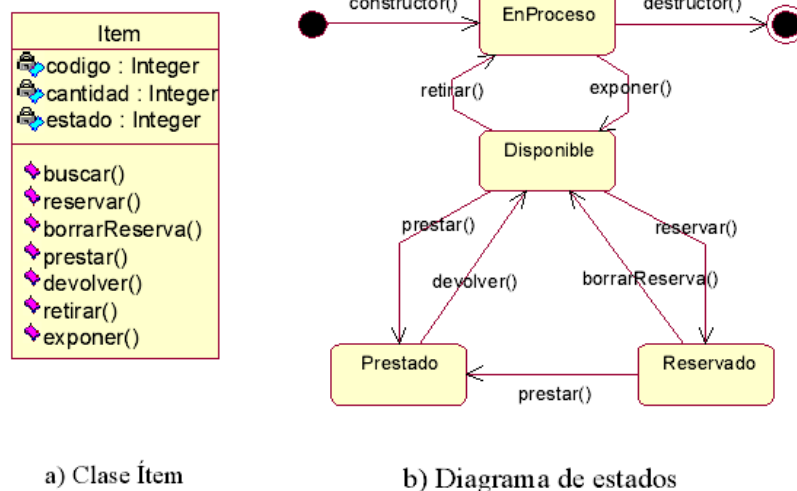 Item
codigo : Integer
cantidad : Integer
estado : Integer
buscar()
reservar()
borrarReserva()
prestar()
devolver()
retirar()
exponer()
a) Clase Ítem
constructor()
EnProceso
destructor()
retirar()
exponer()
Disponible
prestar()
reservar()
devolver()
borrarReserva()
Prestado
Reservado
prestar()
b) Diagrama de estados